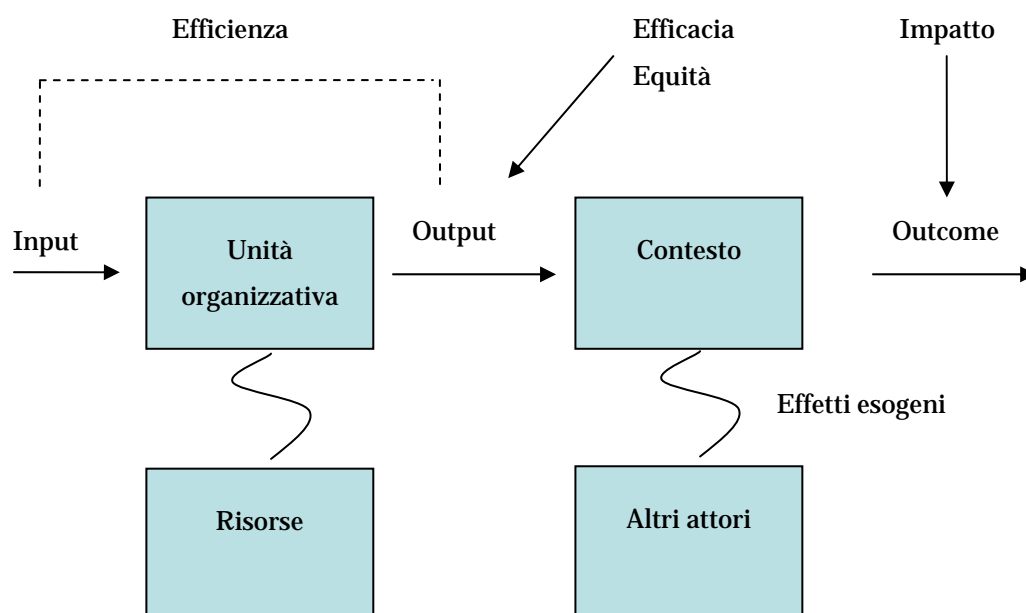 Efficienza
Efficacia
Equità
Impatto
Input
Unità
organizzativa
Output
Contesto
Outcome
Effetti esogeni
Risorse
Altri attori